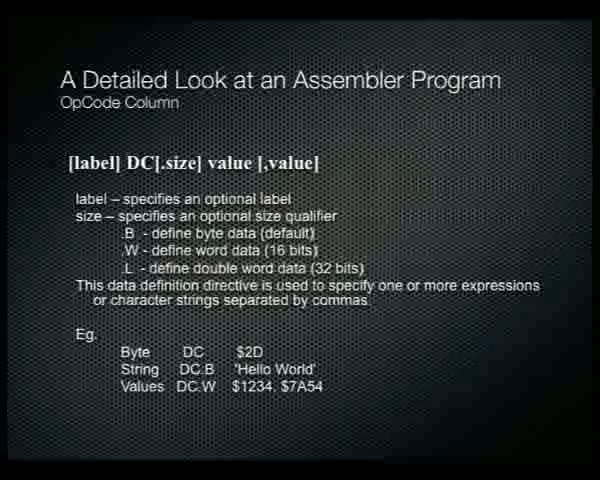 A Detailed Look at an Assembler Program
OpCode Column
[label] DC[.size] value [,value]
label – specifies an optional label
size – specifies an optional size qualifier
.B - define byte data (default)
.W - define word data (16 bits)
.L - define double word data (32 bits)
This data definition directive is used to specify one or more expressions
or character strings separated by commas.
Eg.
Byte DC $2D
String DC.B 'Hello World'
Values DC.W $1234, $7A54